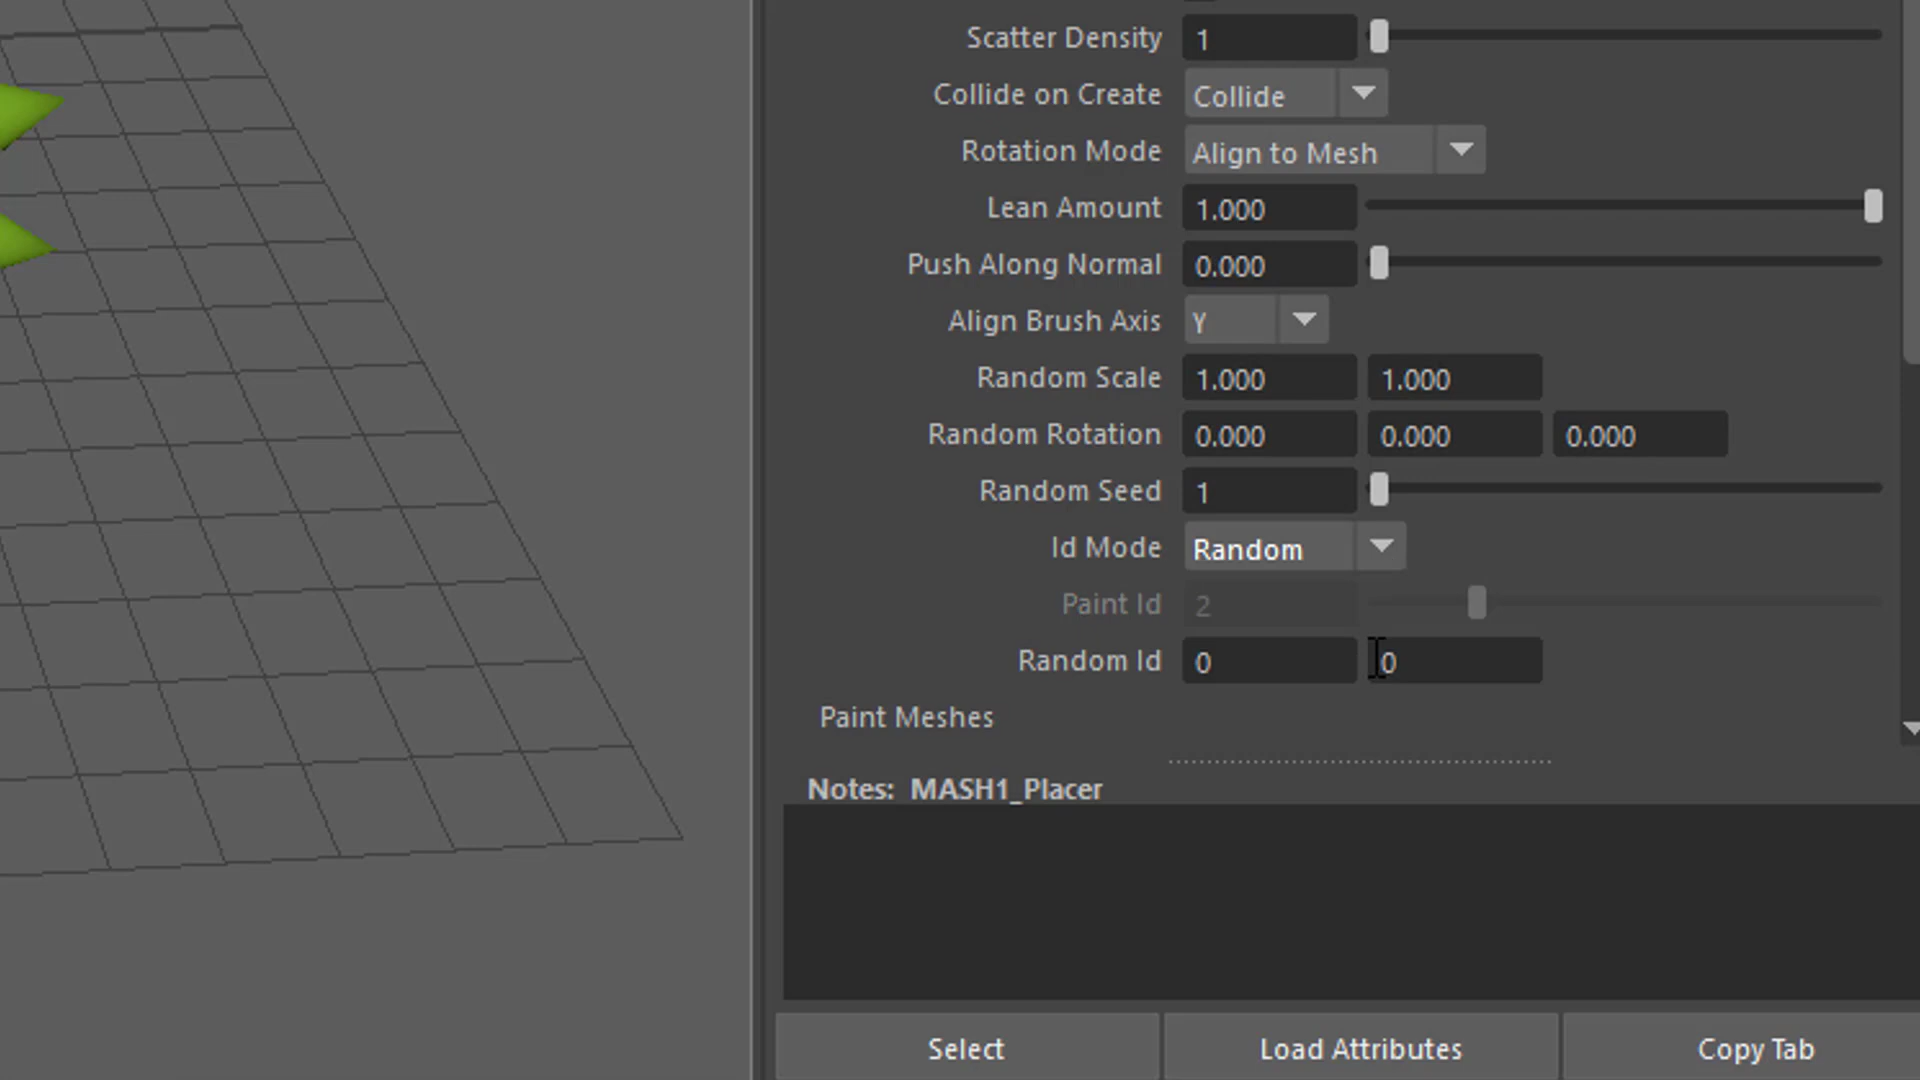 Scatter Density 1
Collide on Create Collide
Rotation Mode Align to Mesh
Lean Amount 1.000
Push Along Normal 0.000
Align Brush Axis Y
Random Scale 1.000 1.000
Random Rotation 0.000 0.000 0.000
Random Seed 1
Id Mode Random
Paint Id 2
Random Id 0 0
Paint Meshes
Notes: MASH1_Placer
Select Load Attributes Copy Tab